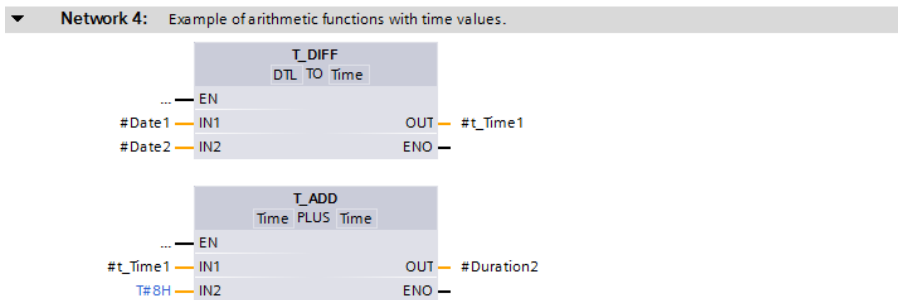 Network 4: Example of arithmetic functions with time values.
T_DIFF
DTL TO Time
... EN
#Date1 IN1 OUT #t_Time1
#Date2 IN2 ENO
T_ADD
Time PLUS Time
... EN
#t_Time1 IN1 OUT #Duration2
T#8H IN2 ENO